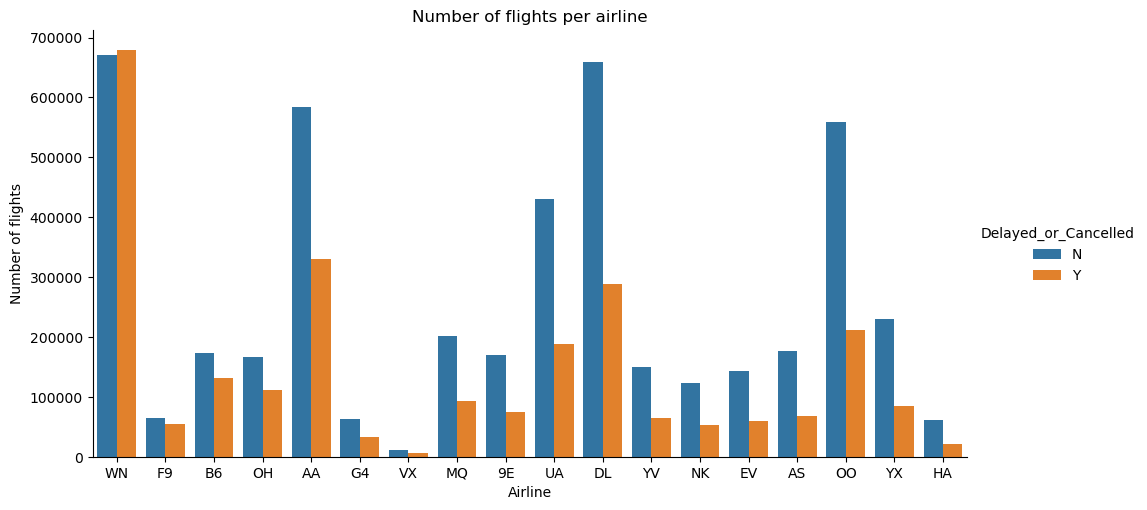 Number of flights per airline
Number of flights
700000
600000
500000
400000
300000
200000
100000
0
WN F9 B6 OH AA G4 VX MQ 9E UA DL YV NK EV AS OO YX HA
Airline
Delayed_or_Cancelled
N
Y